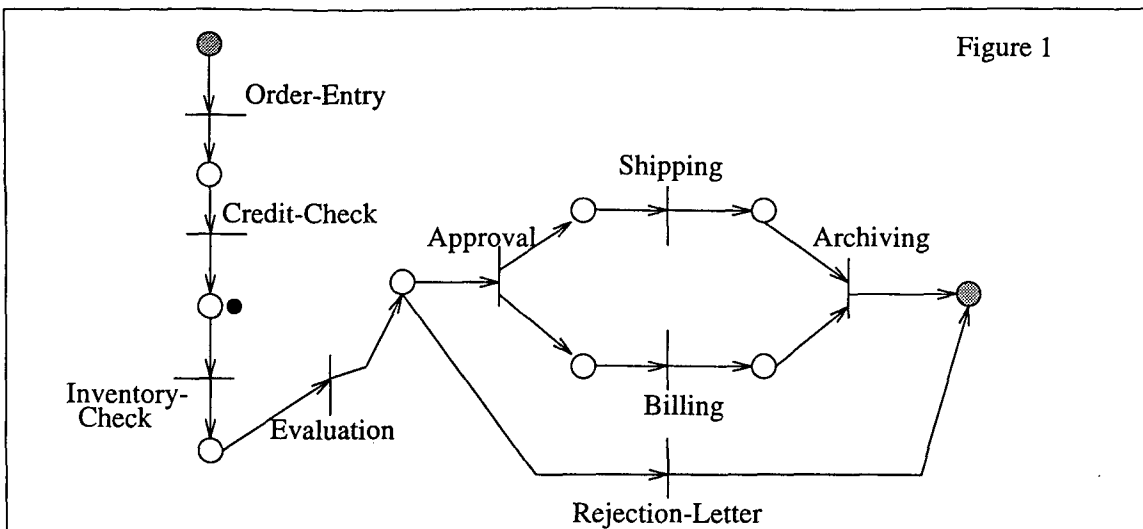 Figure 1
Order-Entry
Credit-Check
Inventory-
Check
Evaluation
Approval
Shipping
Billing
Archiving
Rejection-Letter